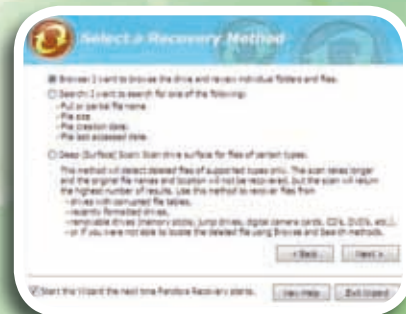 Select a Recovery Method
Browse: I want to browse the drive and review individual folders and files.
Search: I want to search for one of the following:
-Full or partial file name
-File size
-File creation date.
-File last accessed date.
Deep (Surface) Scan: Scan drive surface for files of certain types.
This method will detect deleted files of supported types only. The scan takes longer
and the original file names and location will not be recovered, but the scan will return
the highest number of results. Use this method to recover files from
-drives with corrupted file tables,
-recently formatted drives,
-removable drives (memory sticks, jump drives, digital camera cards, CD's, DVD's, etc.),
-or if you were not able to locate the deleted file using Browse and Search methods.
< Back
Next >
Start the Wizard the next time Pandora Recovery starts.
View Help
Exit Wizard